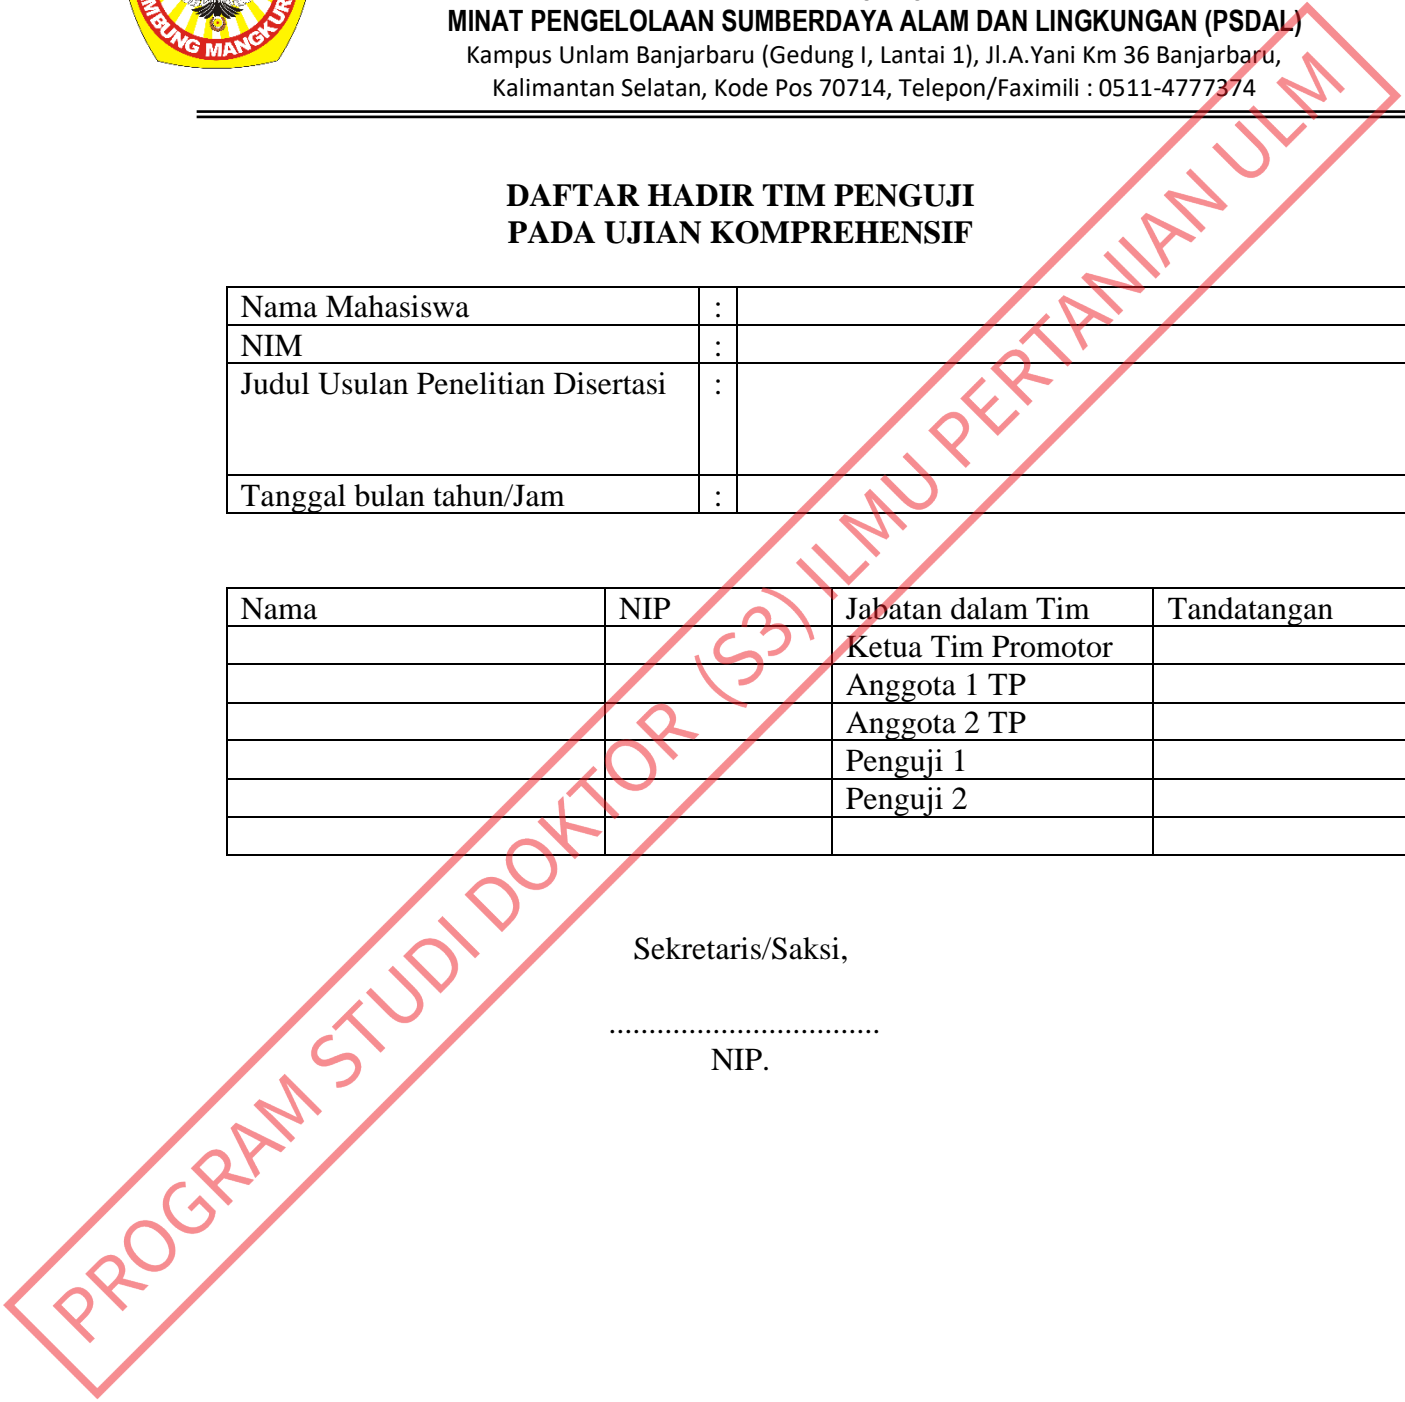 MINAT PENGELOLAAN SUMBERDAYA ALAM DAN LINGKUNGAN (PSDAL)
Kampus Unlam Banjarbaru (Gedung I, Lantai 1), Jl.A.Yani Km 36 Banjarbaru,
Kalimantan Selatan, Kode Pos 70714, Telepon/Faximili : 0511-4777374
DAFTAR HADIR TIM PENGUJI
PADA UJIAN KOMPREHENSIF
Nama Mahasiswa :
NIM :
Judul Usulan Penelitian Disertasi :
Tanggal bulan tahun/Jam :
Nama NIP Jabatan dalam Tim Tandatangan
Ketua Tim Promotor
Anggota 1 TP
Anggota 2 TP
Penguji 1
Penguji 2
Sekretaris/Saksi,
..................................
NIP.
PROGRAM STUDI DOKTOR (S3) ILMU PERTANIAN ULM